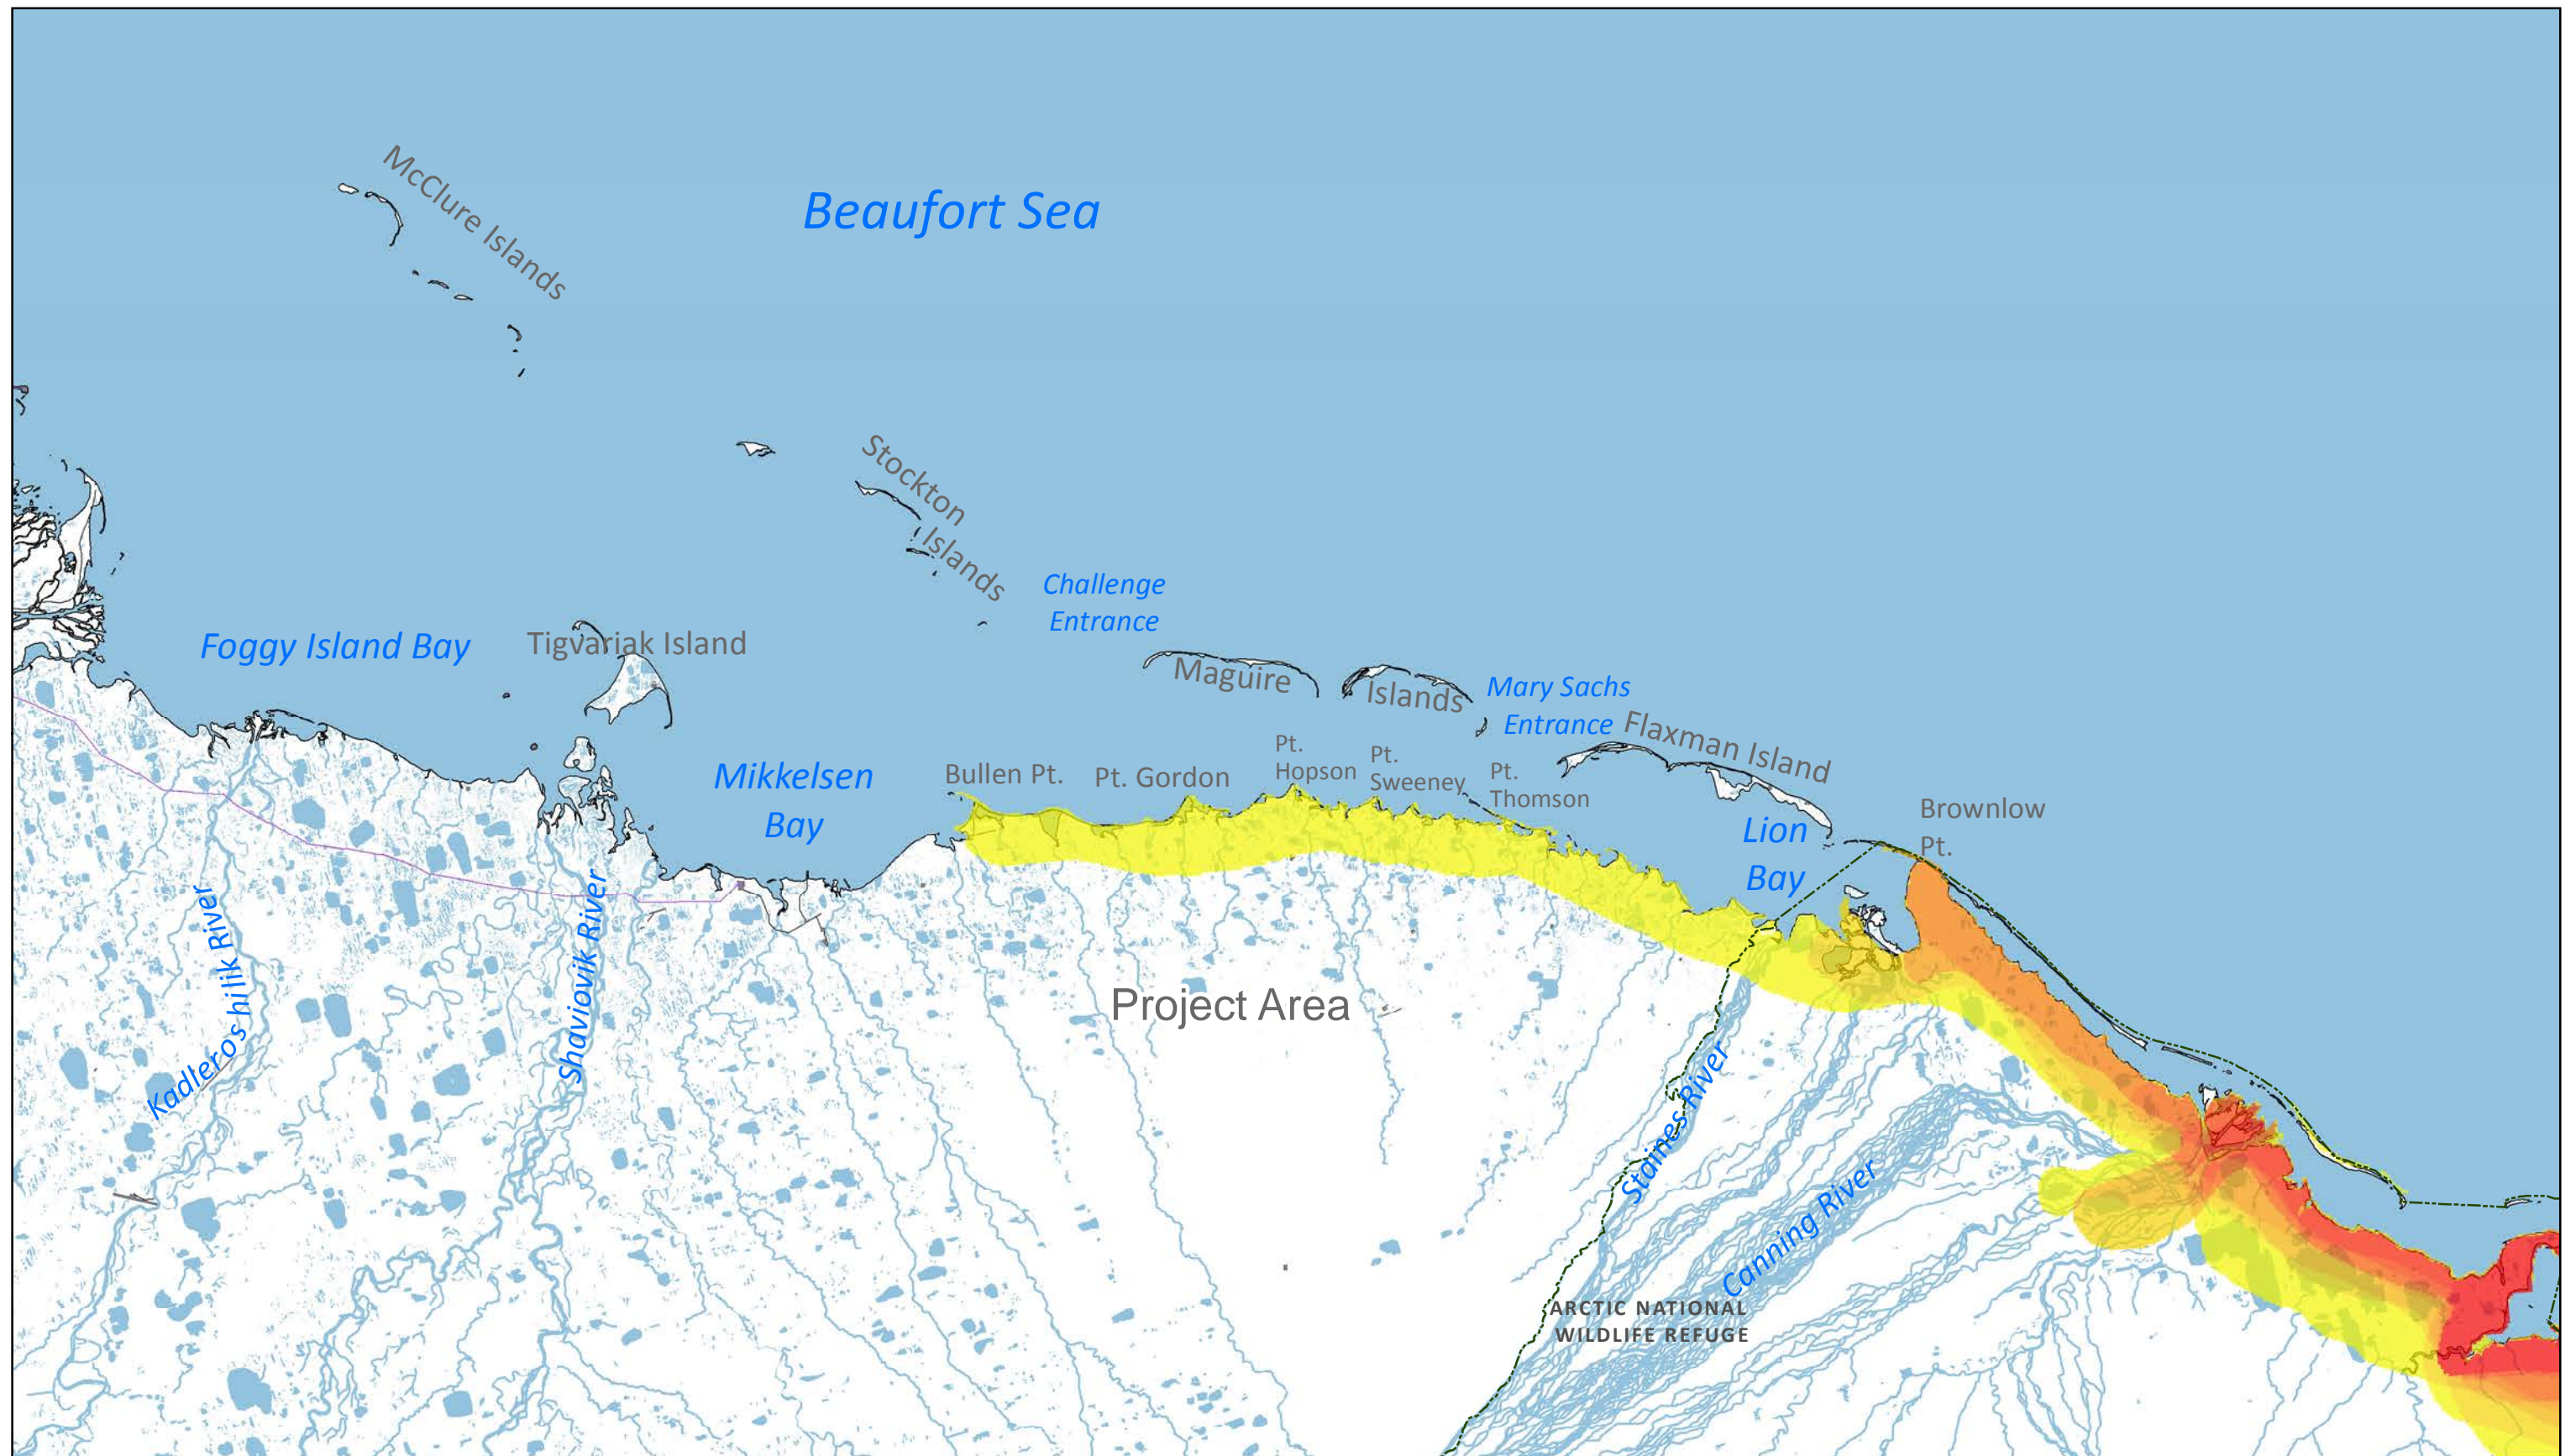 McClure Islands
Beaufort Sea
Stockton
Islands
Challenge
Entrance
Foggy Island Bay
Tigvariak Island
Maguire
Islands
Mary Sachs
Entrance
Flaxman Island
Mikkelsen
Bay
Bullen Pt.
Pt. Gordon
Pt.
Hopson
Pt.
Sweeney
Pt.
Thomson
Lion
Bay
Brownlow
Pt.
Kadleroshilik River
Shaviovik River
Project Area
Staines River
Canning River
ARCTIC NATIONAL
WILDLIFE REFUGE